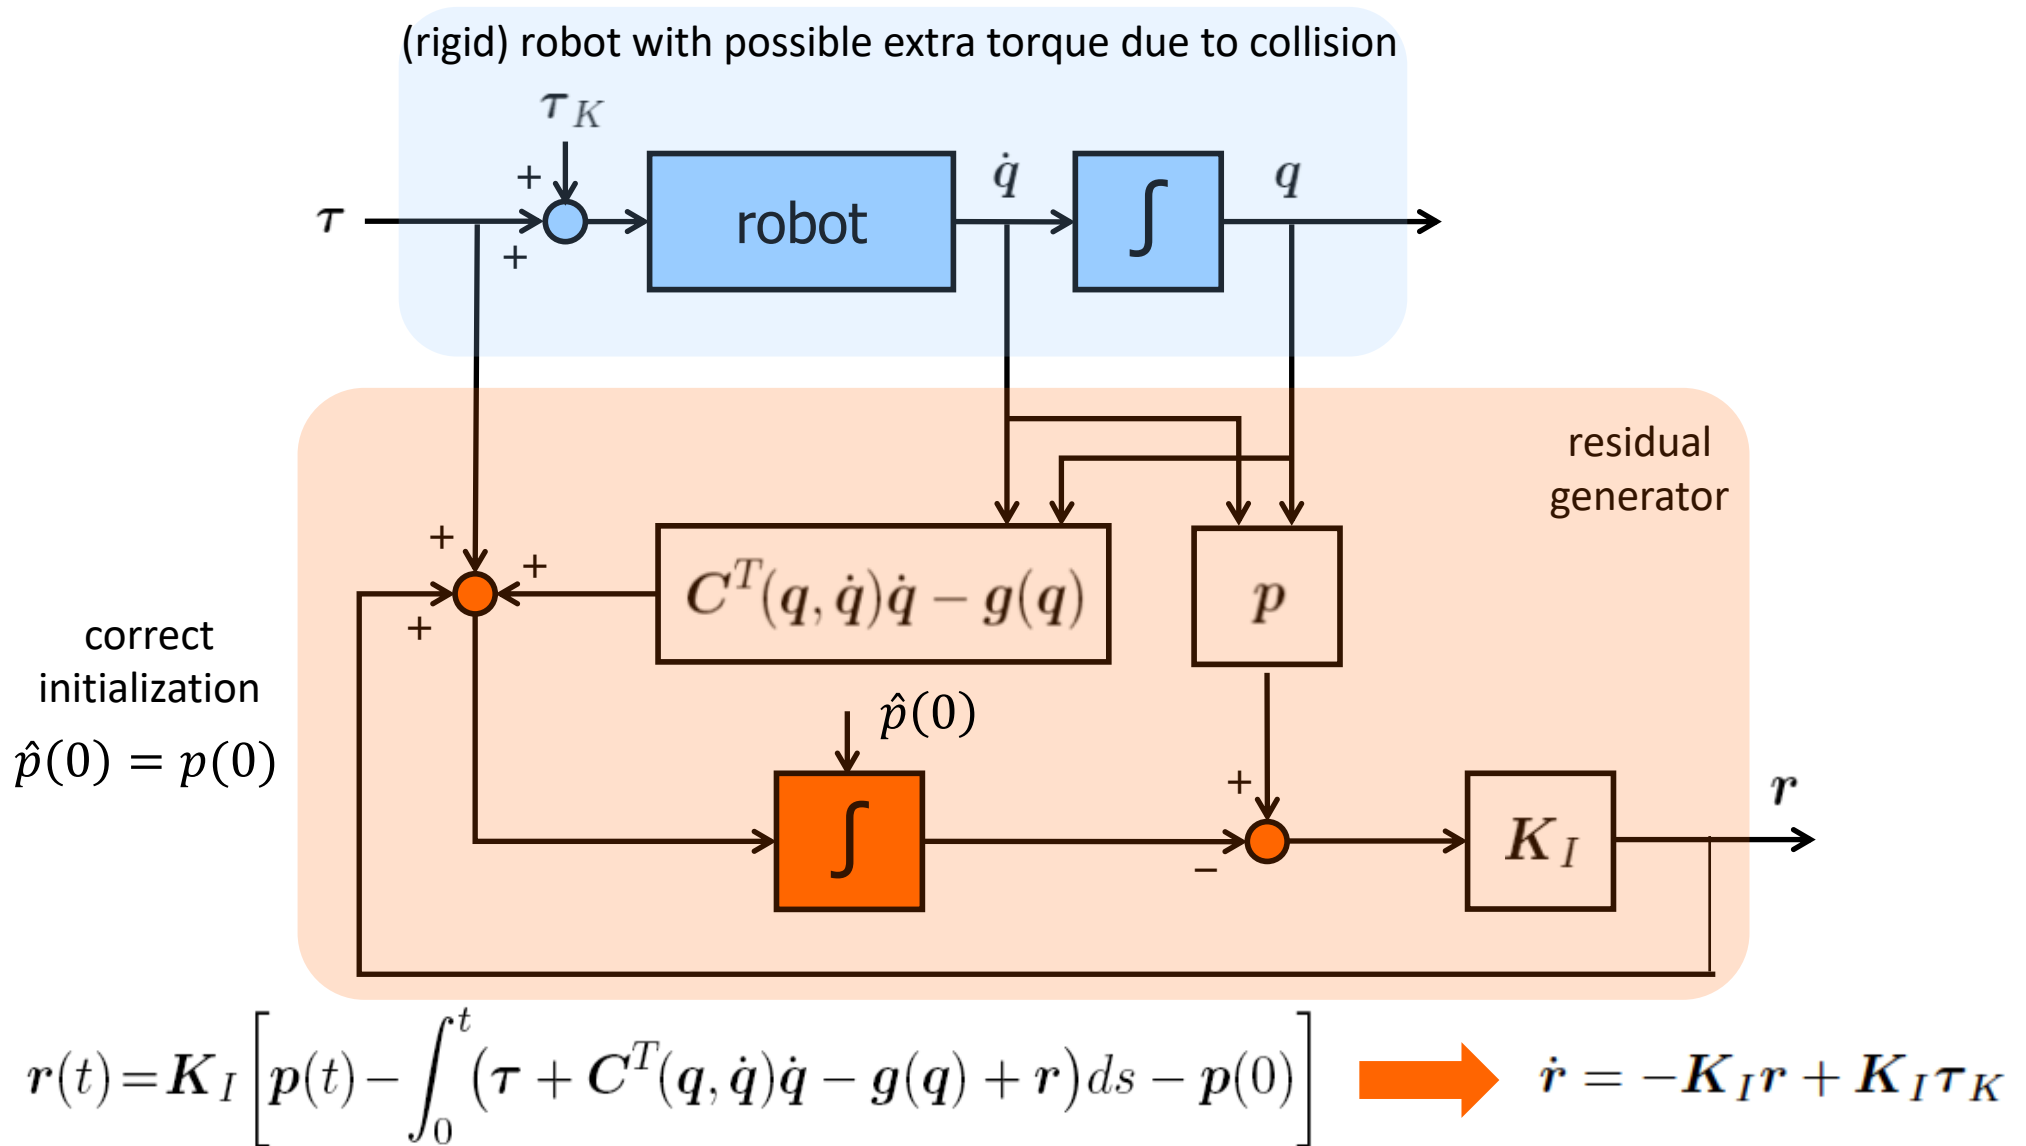 (rigid) robot with possible extra torque due to collision
τ_K
+
τ
+
robot
q̇
∫
q
residual
generator
+
+
+
C^T(q, q̇)q̇ − g(q)
p
correct
initialization
p̂(0) = p(0)
p̂(0)
∫
+
−
K_I
r
r(t) = K_I [p(t) − ∫_0^t (τ + C^T(q, q̇)q̇ − g(q) + r)ds − p(0)]
ṙ = −K_I r + K_I τ_K